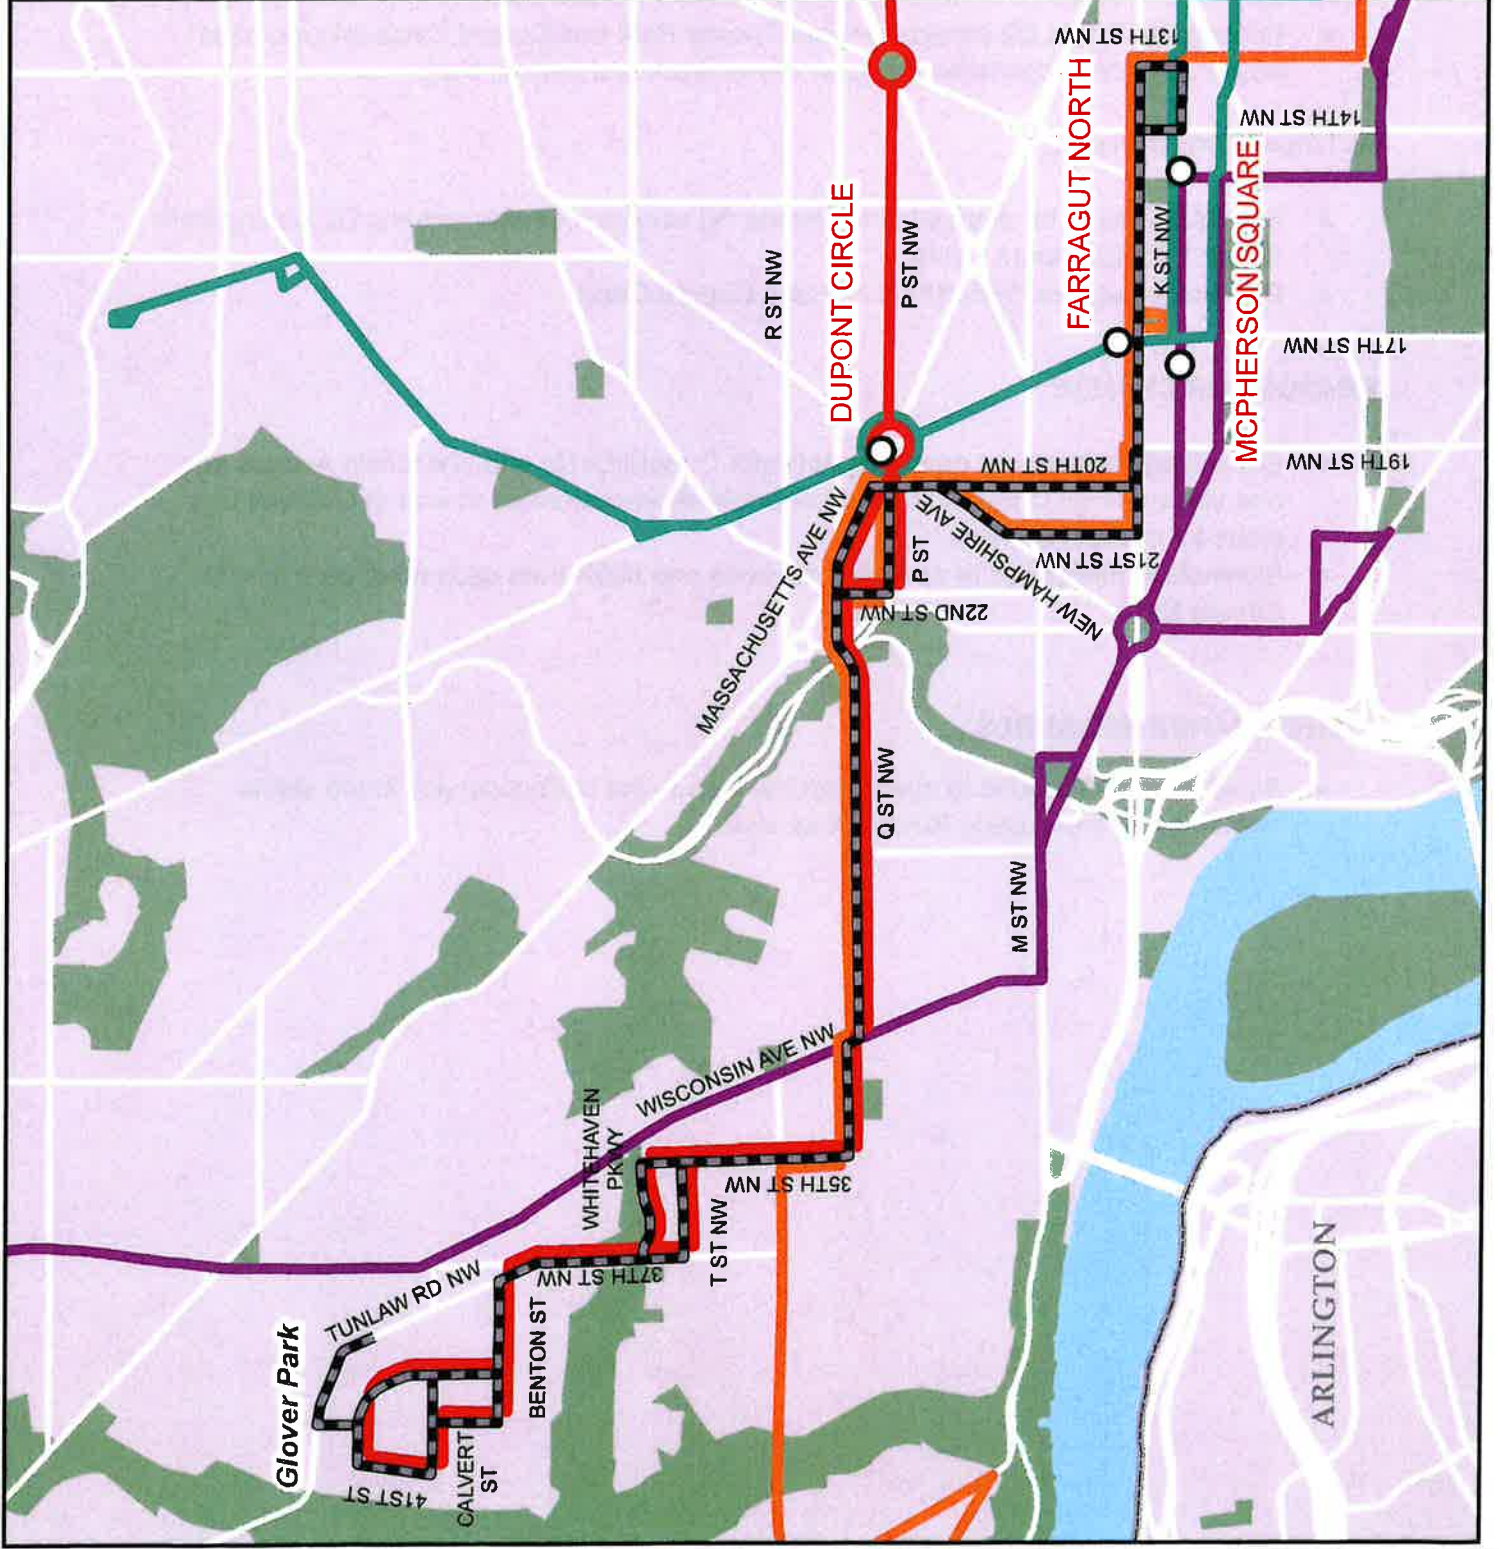 13TH ST NW
FARRAGUT NORTH
14TH ST NW
MCPHERSON SQUARE
K ST NW
DUPONT CIRCLE
P ST NW
R ST NW
17TH ST NW
20TH ST NW
19TH ST NW
MASSACHUSETTS AVE NW
NEW HAMPSHIRE AVE
P ST
21ST ST NW
22ND ST NW
Q ST NW
M ST NW
WISCONSIN AVE NW
WHITEHAVEN
PKWY
35TH ST NW
T ST NW
37TH ST NW
TUNLAW RD NW
BENTON ST
Glover Park
CALVERT
ST
41ST ST
ARLINGTON